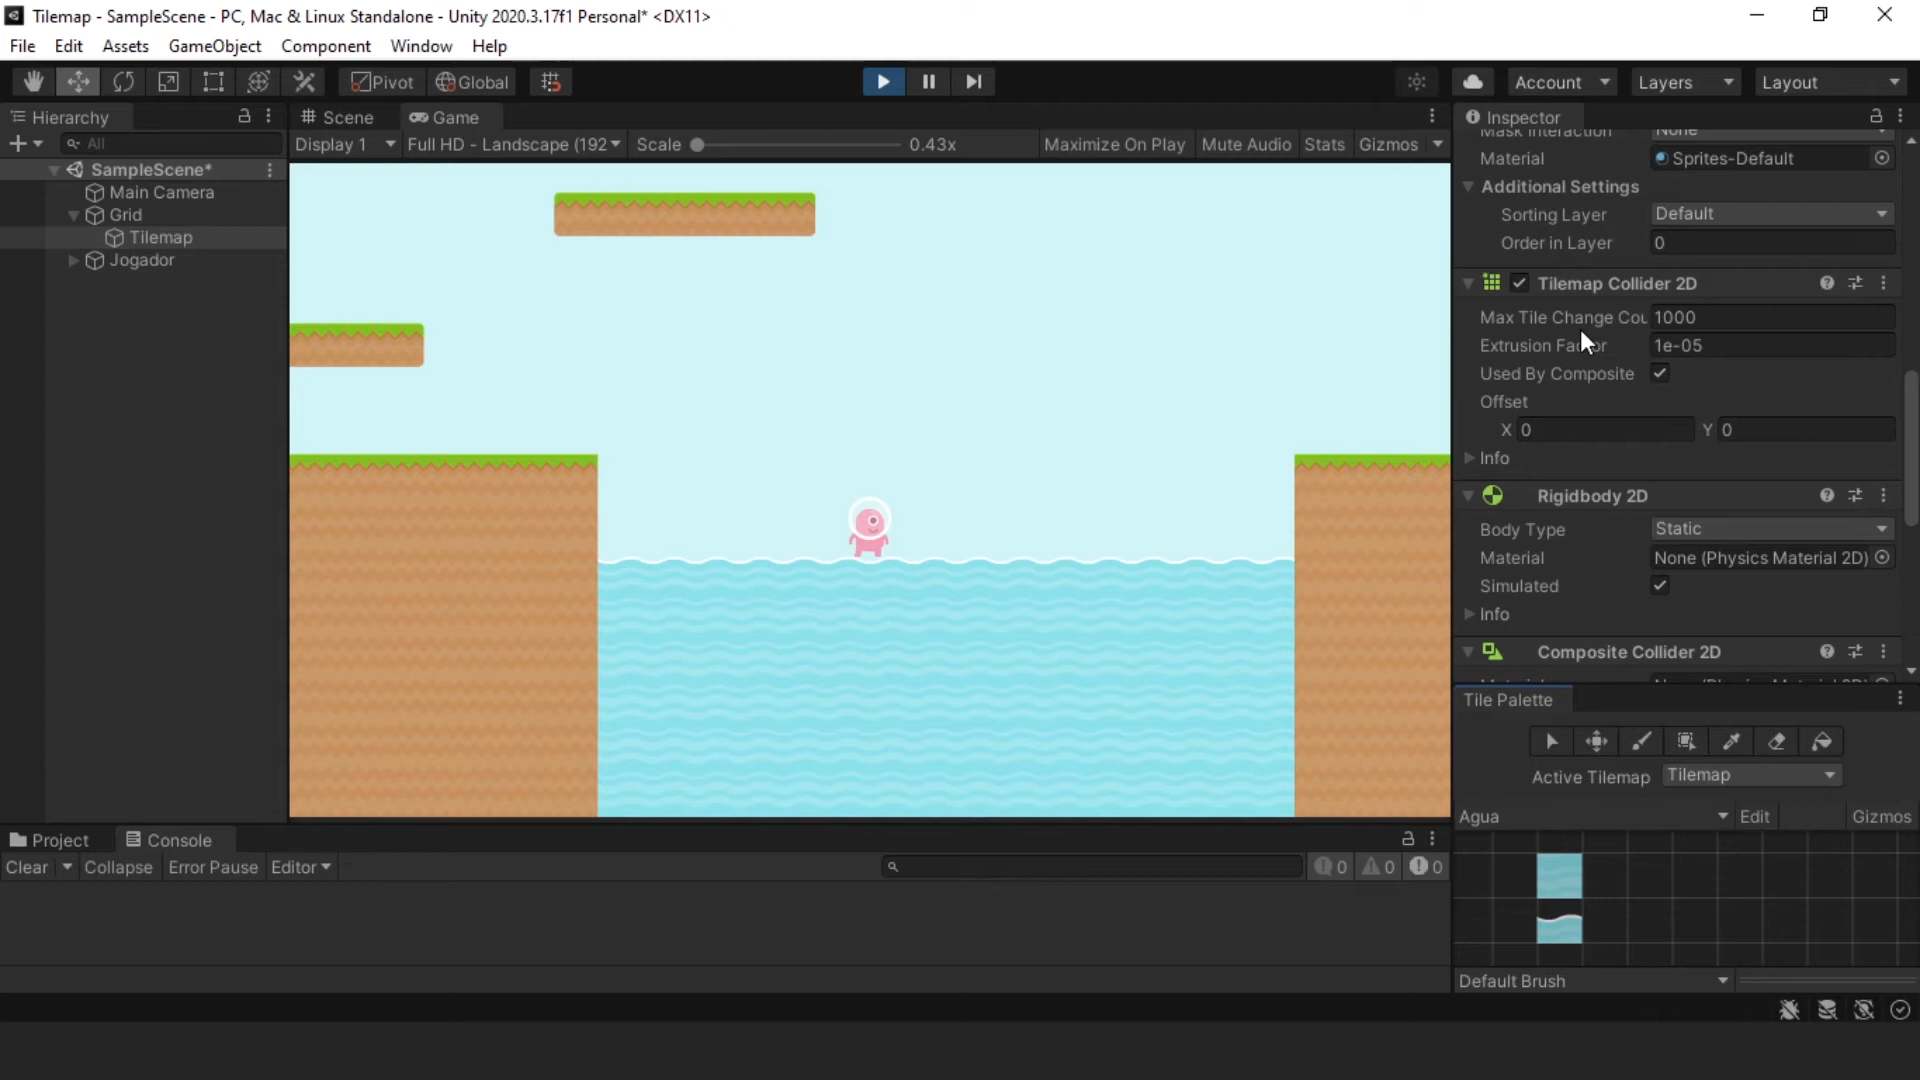 Tilemap - SampleScene - PC, Mac & Linux Standalone - Unity 2020.3.17f1 Personal* <DX11>
File Edit Assets GameObject Component Window Help
Pivot Global Account Layers Layout
Hierarchy
All
SampleScene*
Main Camera
Grid
Tilemap
Jogador
Scene Game
Display 1 Full HD - Landscape (192 Scale 0.43x Maximize On Play Mute Audio Stats Gizmos
Inspector
Mask Interaction None
Material Sprites-Default
Additional Settings
Sorting Layer Default
Order in Layer 0
Tilemap Collider 2D
Max Tile Change Cou 1000
Extrusion Factor 1e-05
Used By Composite
Offset
X 0 Y 0
Info
Rigidbody 2D
Body Type Static
Material None (Physics Material 2D)
Simulated
Info
Composite Collider 2D
Tile Palette
Active Tilemap Tilemap
Agua Edit Gizmos
Default Brush
Project Console
Clear Collapse Error Pause Editor 0 0 0